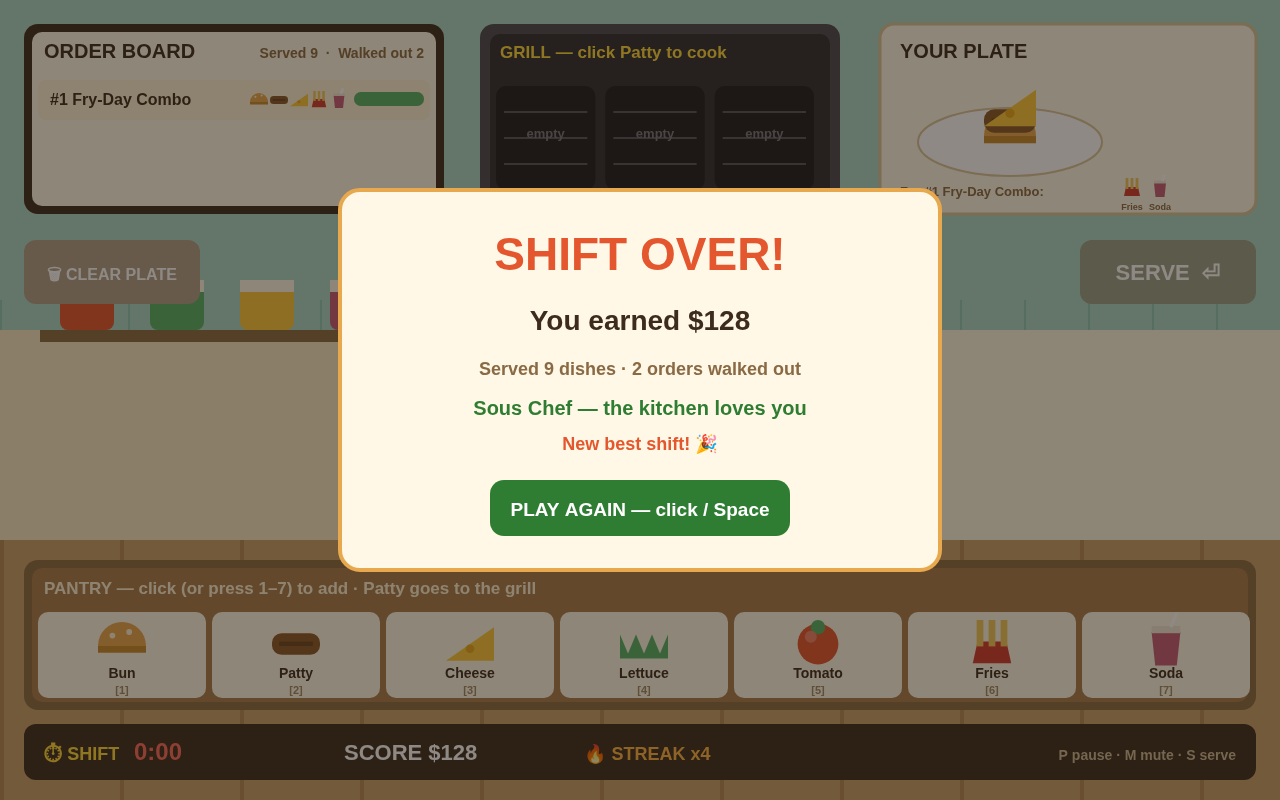 ORDER BOARD
Served 9 · Walked out 2
#1 Fry-Day Combo
GRILL — click Patty to cook
empty
empty
empty
YOUR PLATE
#1 Fry-Day Combo:
Fries
Soda
CLEAR PLATE
SERVE ⏎
SHIFT OVER!
You earned $128
Served 9 dishes · 2 orders walked out
Sous Chef — the kitchen loves you
New best shift! 🎉
PLAY AGAIN — click / Space
PANTRY — click (or press 1–7) to add · Patty goes to the grill
Bun
[1]
Patty
[2]
Cheese
[3]
Lettuce
[4]
Tomato
[5]
Fries
[6]
Soda
[7]
⏱ SHIFT 0:00
SCORE $128
🔥 STREAK x4
P pause · M mute · S serve